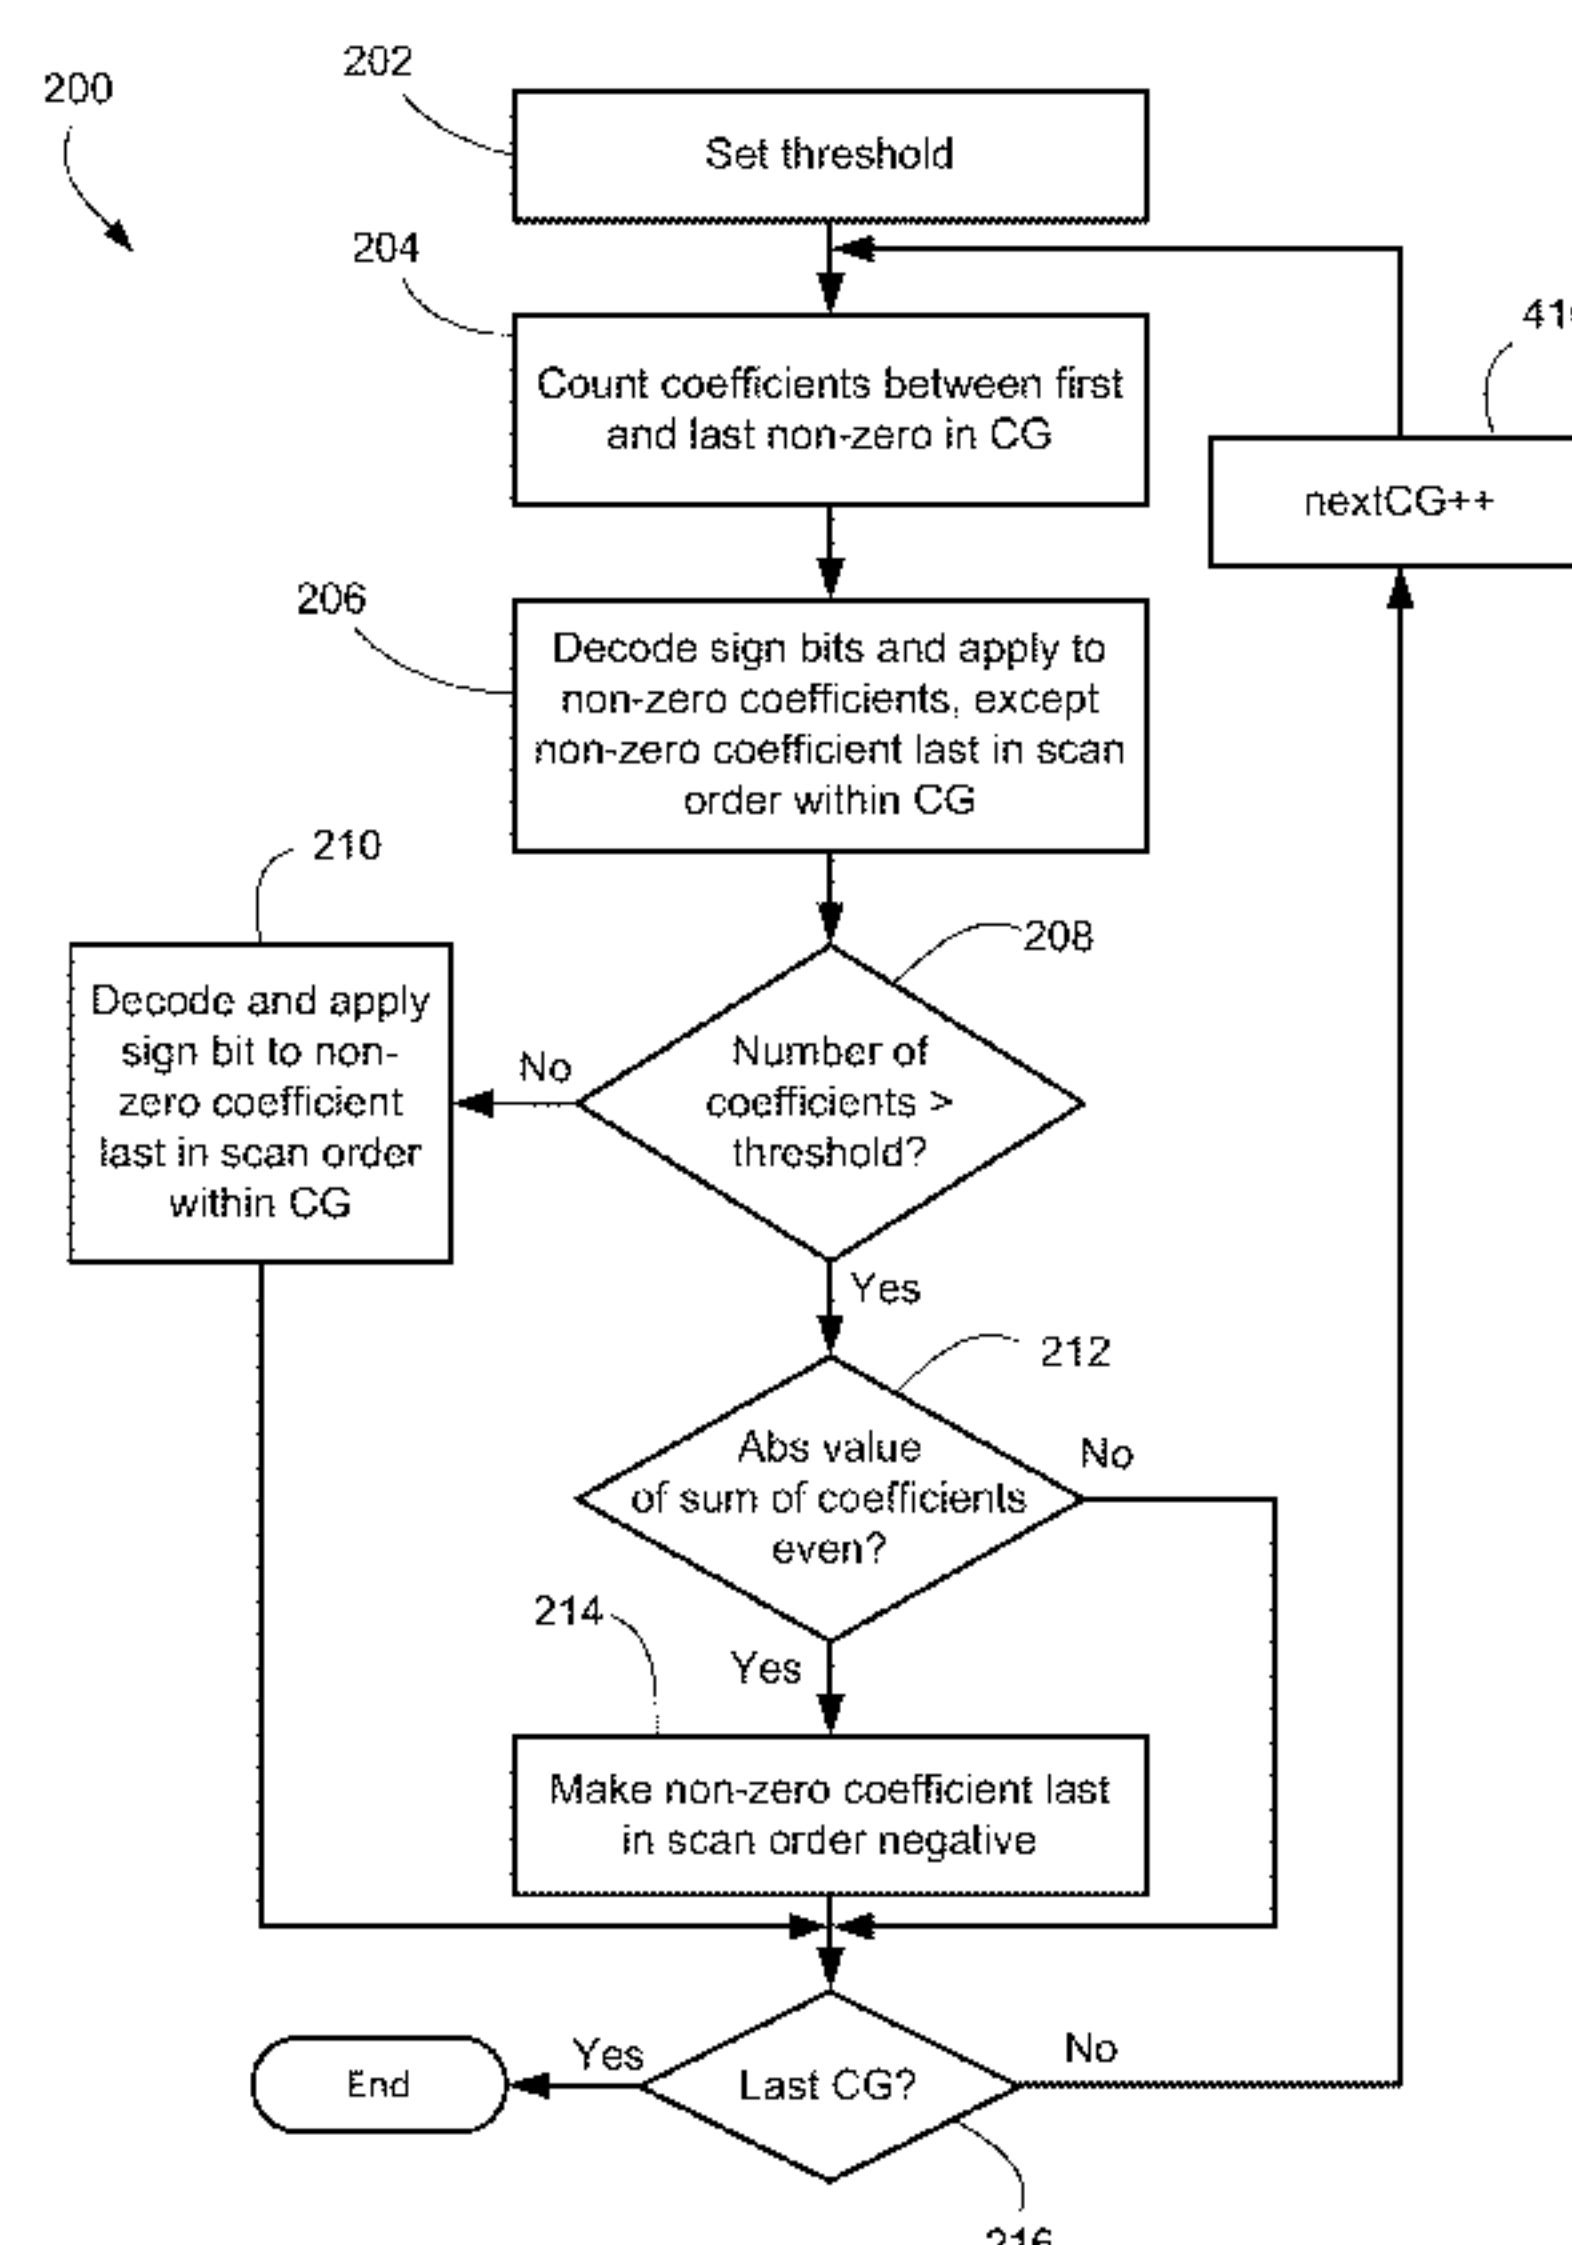 200
202
Set threshold
204
Count coefficients between first
and last non-zero in CG
nextCG++
206
Decode sign bits and apply to
non-zero coefficients, except
non-zero coefficient last in scan
order within CG
210
Decode and apply
sign bit to non-
zero coefficient
last in scan order
within CG
208
Number of
coefficients >
threshold?
No
Yes
212
Abs value
of sum of coefficients
even?
No
Yes
214
Make non-zero coefficient last
in scan order negative
Last CG?
Yes
No
End
216